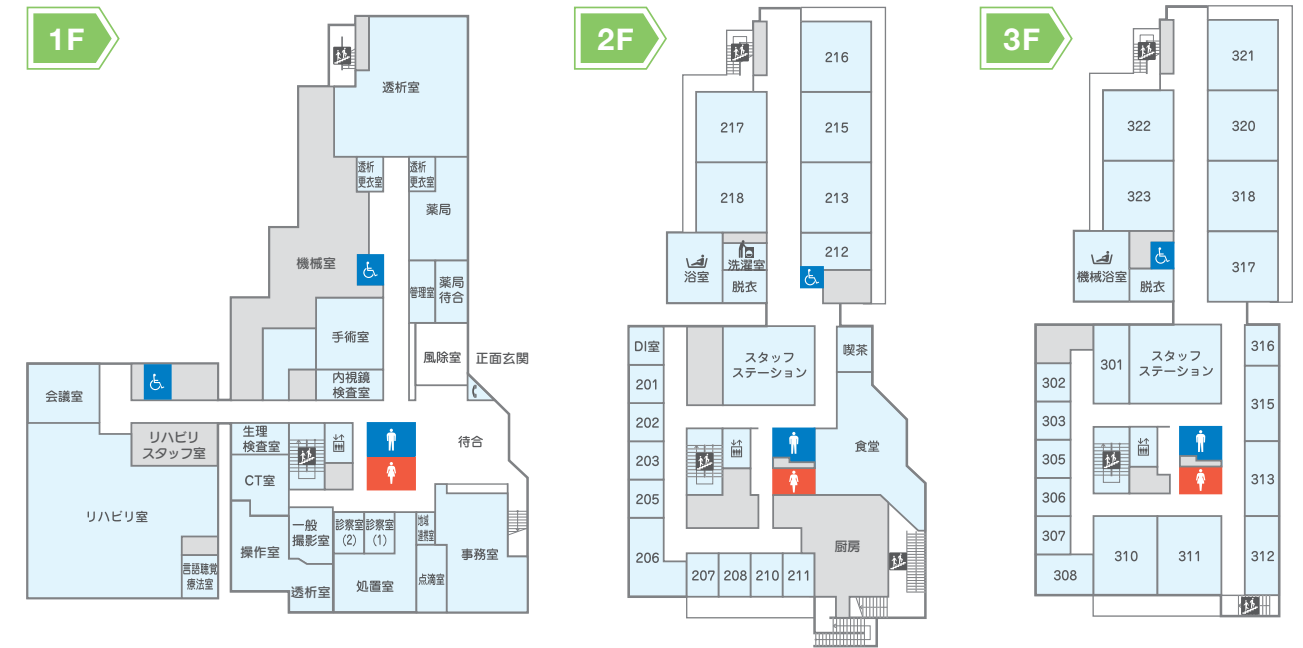 1F
透析室
透析
更衣室
透析
更衣室
薬局
機械室
管理室
薬局
待合
手術室
風除室
正面玄関
内視鏡
検査室
会議室
リハビリ
スタッフ室
生理
検査室
待合
CT室
リハビリ室
操作室
一般
撮影室
診察室
(2)
診察室
(1)
地域
連携室
事務室
言語聴覚
療法室
透析室
処置室
点滴室
2F
216
217
215
218
213
212
浴室
洗濯室
脱衣
DI室
スタッフ
ステーション
喫茶
201
202
203
食堂
205
206
厨房
207
208
210
211
3F
321
322
320
323
318
機械浴室
脱衣
317
301
スタッフ
ステーション
316
302
303
315
305
306
313
307
308
310
311
312